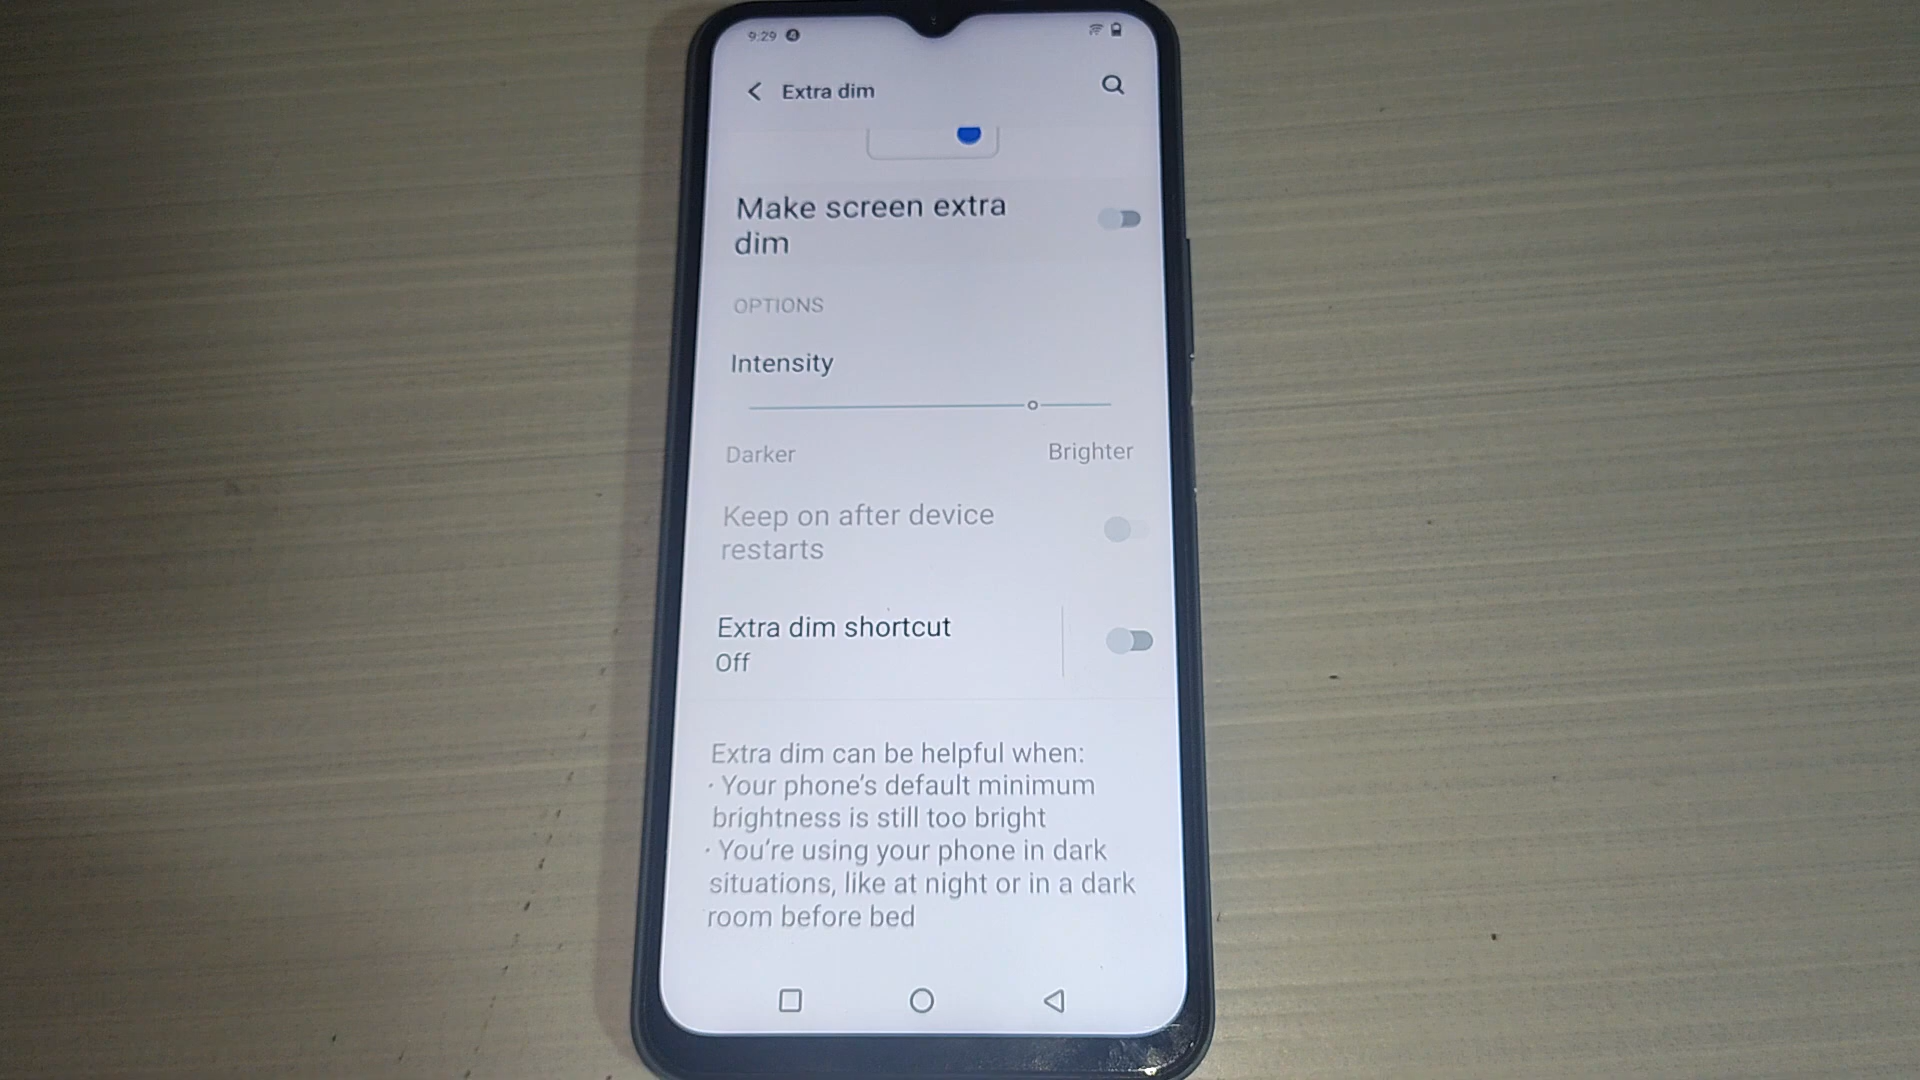 9:29
Extra dim
Make screen extra
dim
OPTIONS
Intensity
Darker Brighter
Keep on after device
restarts
Extra dim shortcut
Off
Extra dim can be helpful when:
· Your phone's default minimum
brightness is still too bright
· You're using your phone in dark
situations, like at night or in a dark
room before bed